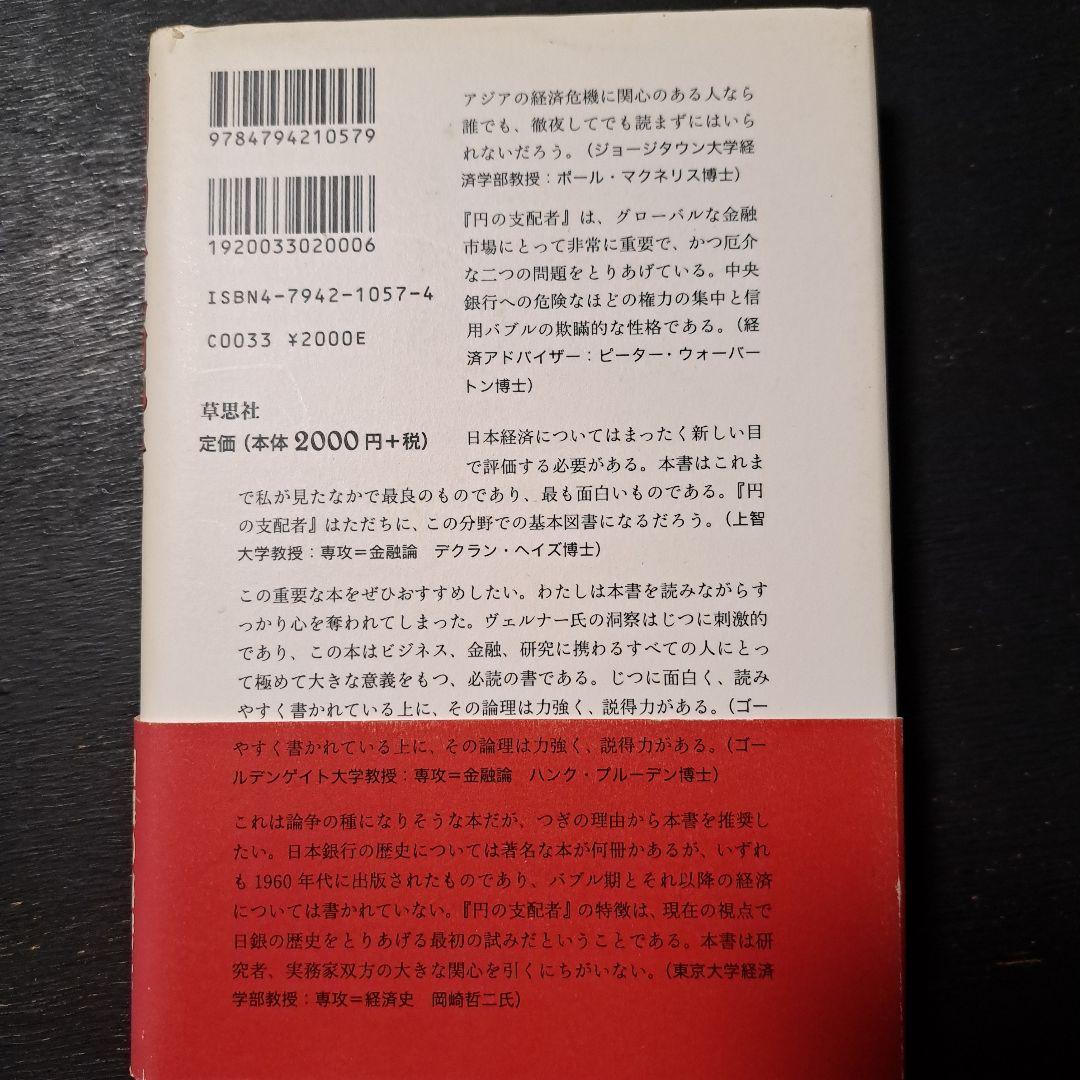 9784794210579
1920033020006
ISBN4-7942-1057-4
C0033 ¥2000E
草思社
定価(本体2000円+税)
アジアの経済危機に関心のある人なら
誰でも、徹夜してでも読まずにはいら
れないだろう。(ジョージタウン大学経
済学部教授:ポール・マクネリス博士)
『円の支配者』は、グローバルな金融
市場にとって非常に重要で、かつ厄介
な二つの問題をとりあげている。中央
銀行への危険なほどの権力の集中と信
用バブルの欺瞞的な性格である。(経
済アドバイザー:ピーター・ウォーバー
トン博士)
日本経済についてはまったく新しい目
で評価する必要がある。本書はこれま
で私が見たなかで最良のものであり、最も面白いものである。『円
の支配者』はただちに、この分野での基本図書になるだろう。(上智
大学教授:専攻=金融論 デクラン・ヘイズ博士)
この重要な本をぜひおすすめしたい。わたしは本書を読みながらす
っかり心を奪われてしまった。ヴェルナー氏の洞察はじつに刺激的
であり、この本はビジネス、金融、研究に携わるすべての人にとっ
て極めて大きな意義をもつ、必読の書である。じつに面白く、読み
やすく書かれている上に、その論理は力強く、説得力がある。(ゴー
やすく書かれている上に、その論理は力強く、説得力がある。(ゴー
ルデンゲイト大学教授:専攻=金融論 ハンク・プルーデン博士)
これは論争の種になりそうな本だが、つぎの理由から本書を推奨し
たい。日本銀行の歴史については著名な本が何冊かあるが、いずれ
も1960年代に出版されたものであり、バブル期とそれ以降の経済
については書かれていない。『円の支配者』の特徴は、現在の視点で
日銀の歴史をとりあげる最初の試みだということである。本書は研
究者、実務家双方の大きな関心を引くにちがいない。(東京大学経済
学部教授:専攻=経済史 岡崎哲二氏)